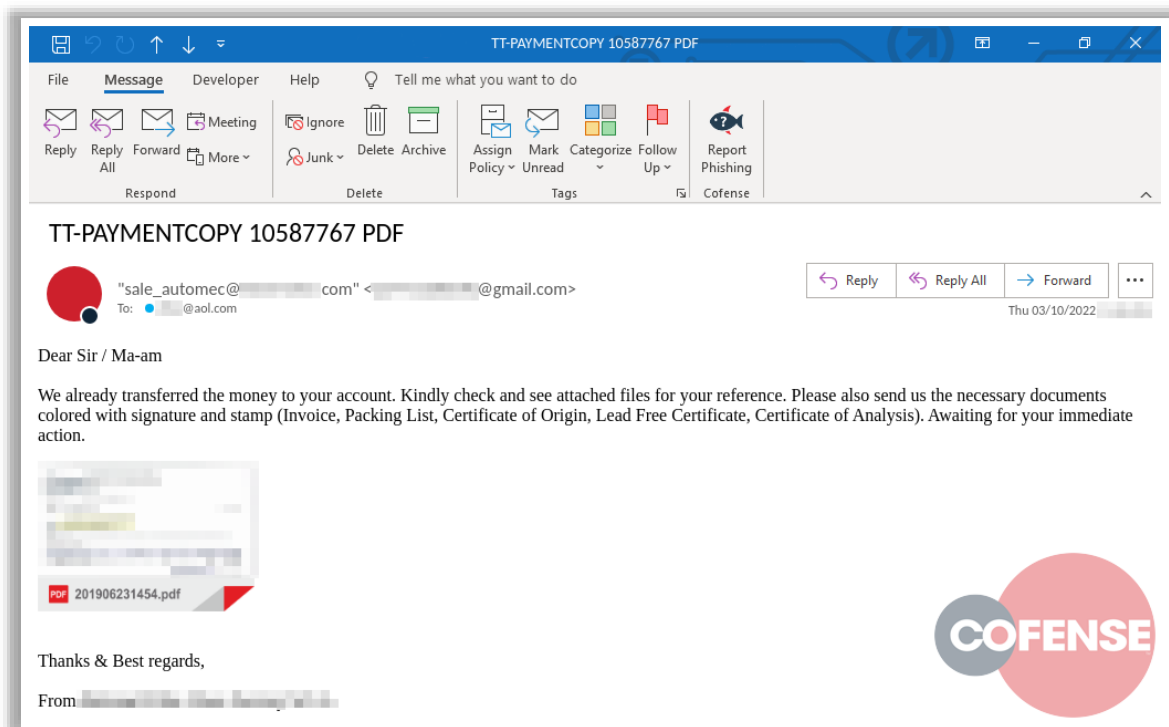 TT-PAYMENTCOPY 10587767 PDF
File Message Developer Help Tell me what you want to do
Reply
Reply All
Forward
Meeting
More
Respond
Ignore
Junk
Delete
Archive
Delete
Assign Policy
Mark Unread
Categorize
Follow Up
Tags
Report Phishing
Cofense
TT-PAYMENTCOPY 10587767 PDF
"sale_automec@ com" < @gmail.com>
To: @aol.com
Reply Reply All Forward
Thu 03/10/2022
Dear Sir / Ma-am
We already transferred the money to your account. Kindly check and see attached files for your reference. Please also send us the necessary documents
colored with signature and stamp (Invoice, Packing List, Certificate of Origin, Lead Free Certificate, Certificate of Analysis). Awaiting for your immediate
action.
PDF 201906231454.pdf
COFENSE
Thanks & Best regards,
From